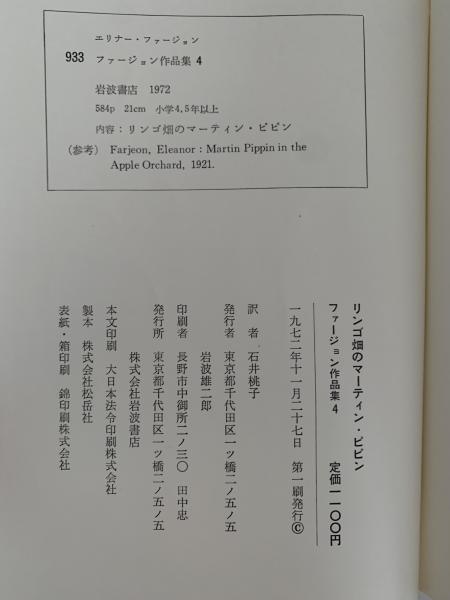 エリナー・ファージョン
933 ファージョン作品集 4
岩波書店 1972
584p 21cm 小学4,5年以上
内容:リンゴ畑のマーティン・ピピン
(参考) Farjeon, Eleanor : Martin Pippin in the
Apple Orchard, 1921.
リンゴ畑のマーティン・ピピン
ファージョン作品集 4 定価一一〇〇円
一九七二年十一月二十七日 第一刷発行©
訳者 石井桃子
発行者 東京都千代田区一ツ橋二ノ五ノ五
岩波雄二郎
印刷者 長野市中御所二ノ三〇 田中忠
発行所 東京都千代田区一ツ橋二ノ五ノ五
株式会社岩波書店
本文印刷 大日本法令印刷株式会社
製本 株式会社松岳社
表紙・箱印刷 錦印刷株式会社